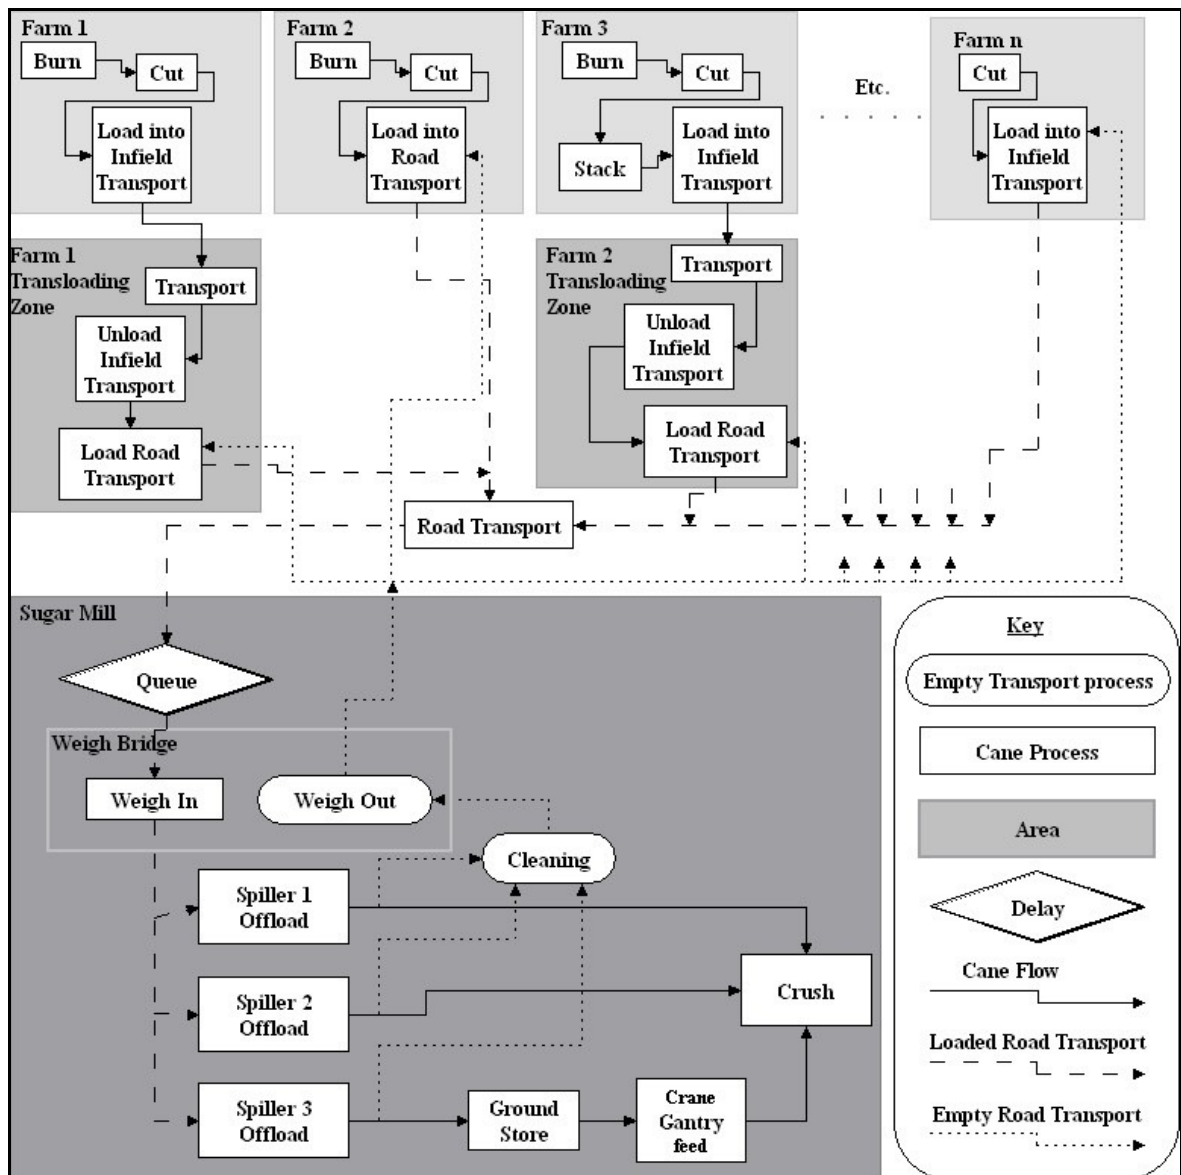 Farm 1
Burn
Cut
Load into
Infield
Transport
Farm 2
Burn
Cut
Load into
Road
Transport
Farm 3
Burn
Cut
Stack
Load into
Infield
Transport
Etc.
Farm n
Cut
Load into
Infield
Transport
Farm 1
Transloading
Zone
Transport
Unload
Infield
Transport
Load Road
Transport
Farm 2
Transloading
Zone
Transport
Unload
Infield
Transport
Load Road
Transport
Road Transport
Sugar Mill
Queue
Weigh Bridge
Weigh In
Weigh Out
Cleaning
Spiller 1
Offload
Spiller 2
Offload
Spiller 3
Offload
Ground
Store
Crane
Gantry
feed
Crush
Key
Empty Transport process
Cane Process
Area
Delay
Cane Flow
Loaded Road Transport
Empty Road Transport